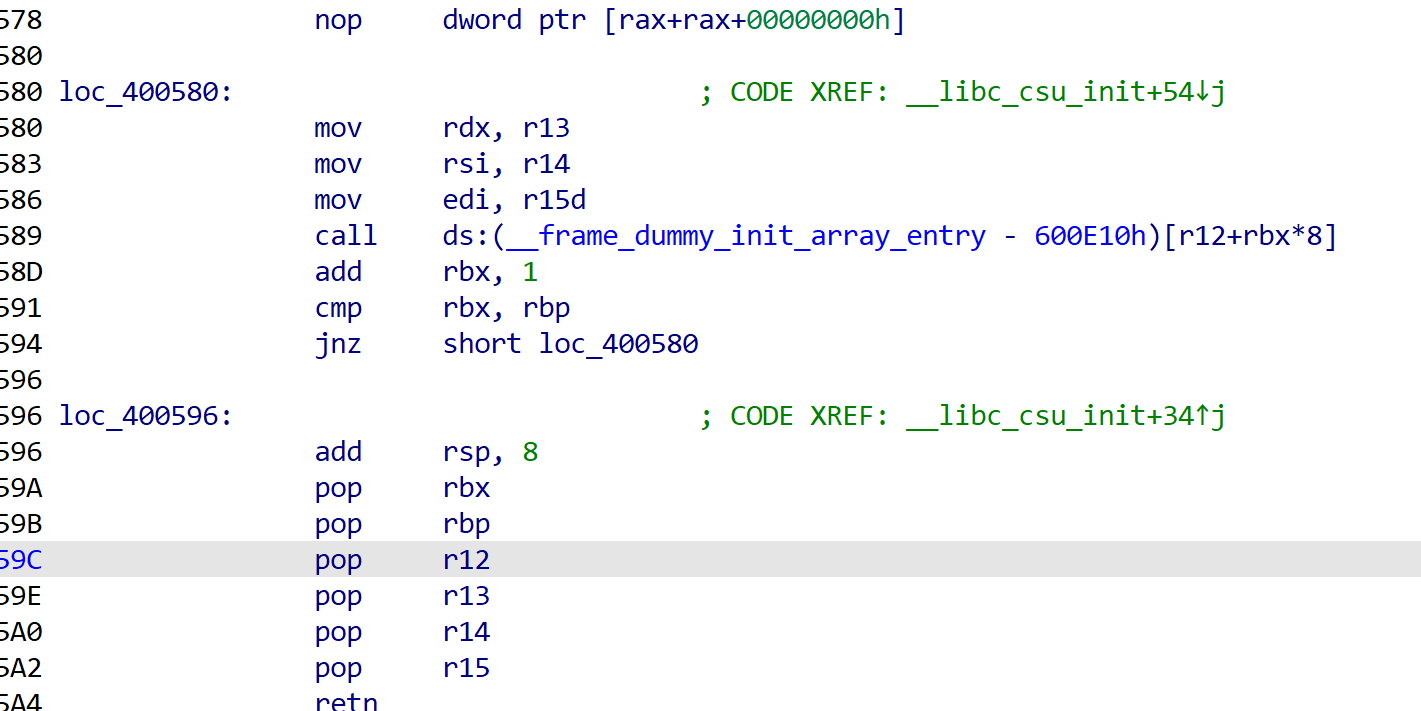 578 nop dword ptr [rax+rax+00000000h]
580
580 loc_400580: ; CODE XREF: __libc_csu_init+54↓j
580 mov rdx, r13
583 mov rsi, r14
586 mov edi, r15d
589 call ds:(__frame_dummy_init_array_entry - 600E10h)[r12+rbx*8]
58D add rbx, 1
591 cmp rbx, rbp
594 jnz short loc_400580
596
596 loc_400596: ; CODE XREF: __libc_csu_init+34↑j
596 add rsp, 8
59A pop rbx
59B pop rbp
59C pop r12
59E pop r13
5A0 pop r14
5A2 pop r15
5A4 retn